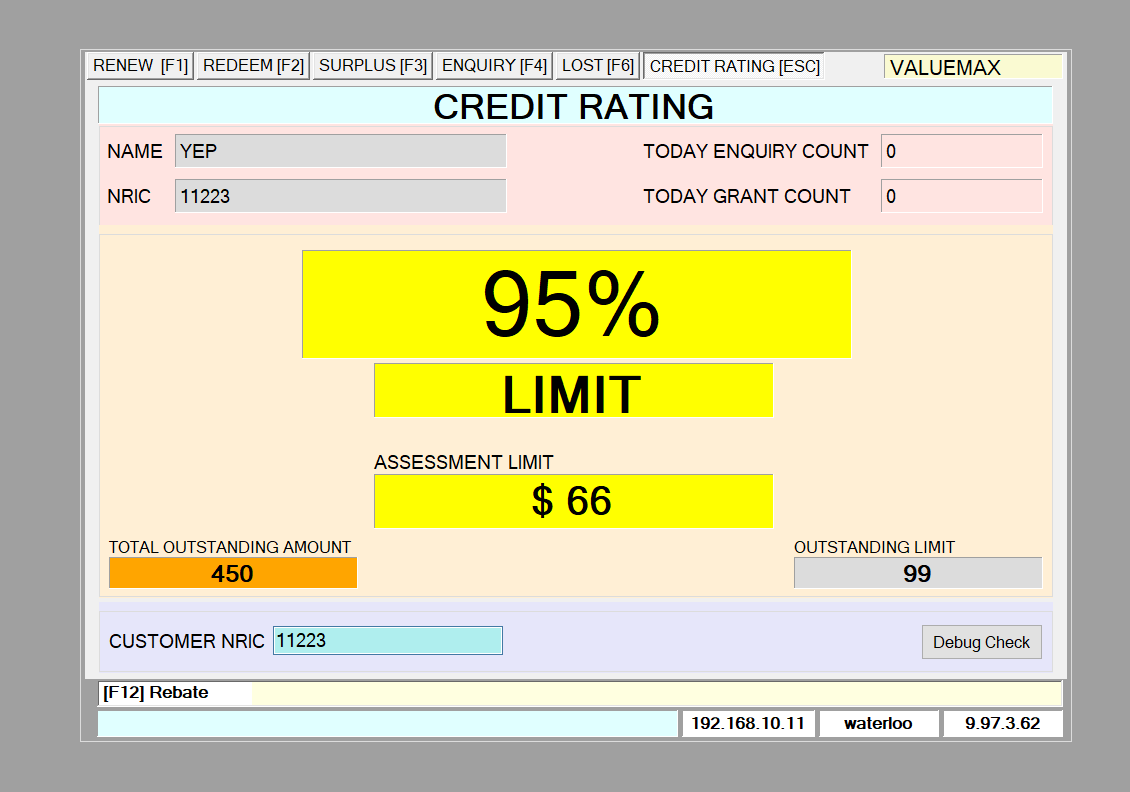 RENEW [F1] REDEEM [F2] SURPLUS [F3] ENQUIRY [F4] LOST [F6] CREDIT RATING [ESC] VALUEMAX
CREDIT RATING
NAME YEP TODAY ENQUIRY COUNT 0
NRIC 11223 TODAY GRANT COUNT 0
95%
LIMIT
ASSESSMENT LIMIT
$ 66
TOTAL OUTSTANDING AMOUNT OUTSTANDING LIMIT
450 99
CUSTOMER NRIC 11223 Debug Check
[F12] Rebate
192.168.10.11 waterloo 9.97.3.62